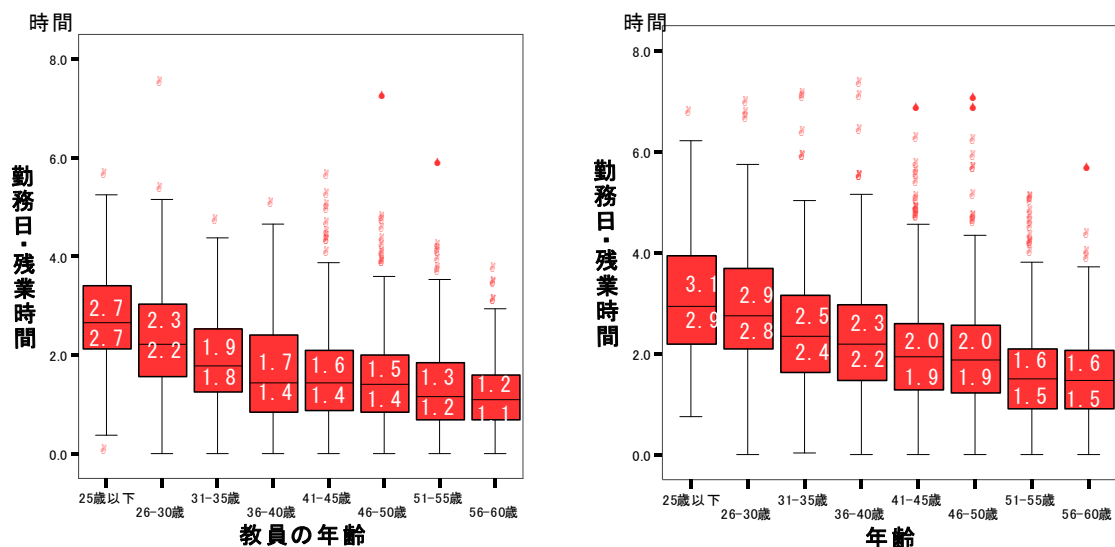 時間
8.0
6.0
4.0
2.0
0.0
勤務日・残業時間
2.7
2.7
2.3
2.2
1.9
1.8
1.7
1.4
1.6
1.4
1.5
1.4
1.3
1.2
1.2
1.1
25歳以下
26-30歳
31-35歳
36-40歳
41-45歳
46-50歳
51-55歳
56-60歳
教員の年齢
時間
8.0
6.0
4.0
2.0
0.0
勤務日・残業時間
3.1
2.9
2.9
2.8
2.5
2.4
2.3
2.2
2.0
1.9
2.0
1.9
1.6
1.5
1.6
1.5
25歳以下
26-30歳
31-35歳
36-40歳
41-45歳
46-50歳
51-55歳
56-60歳
年齢